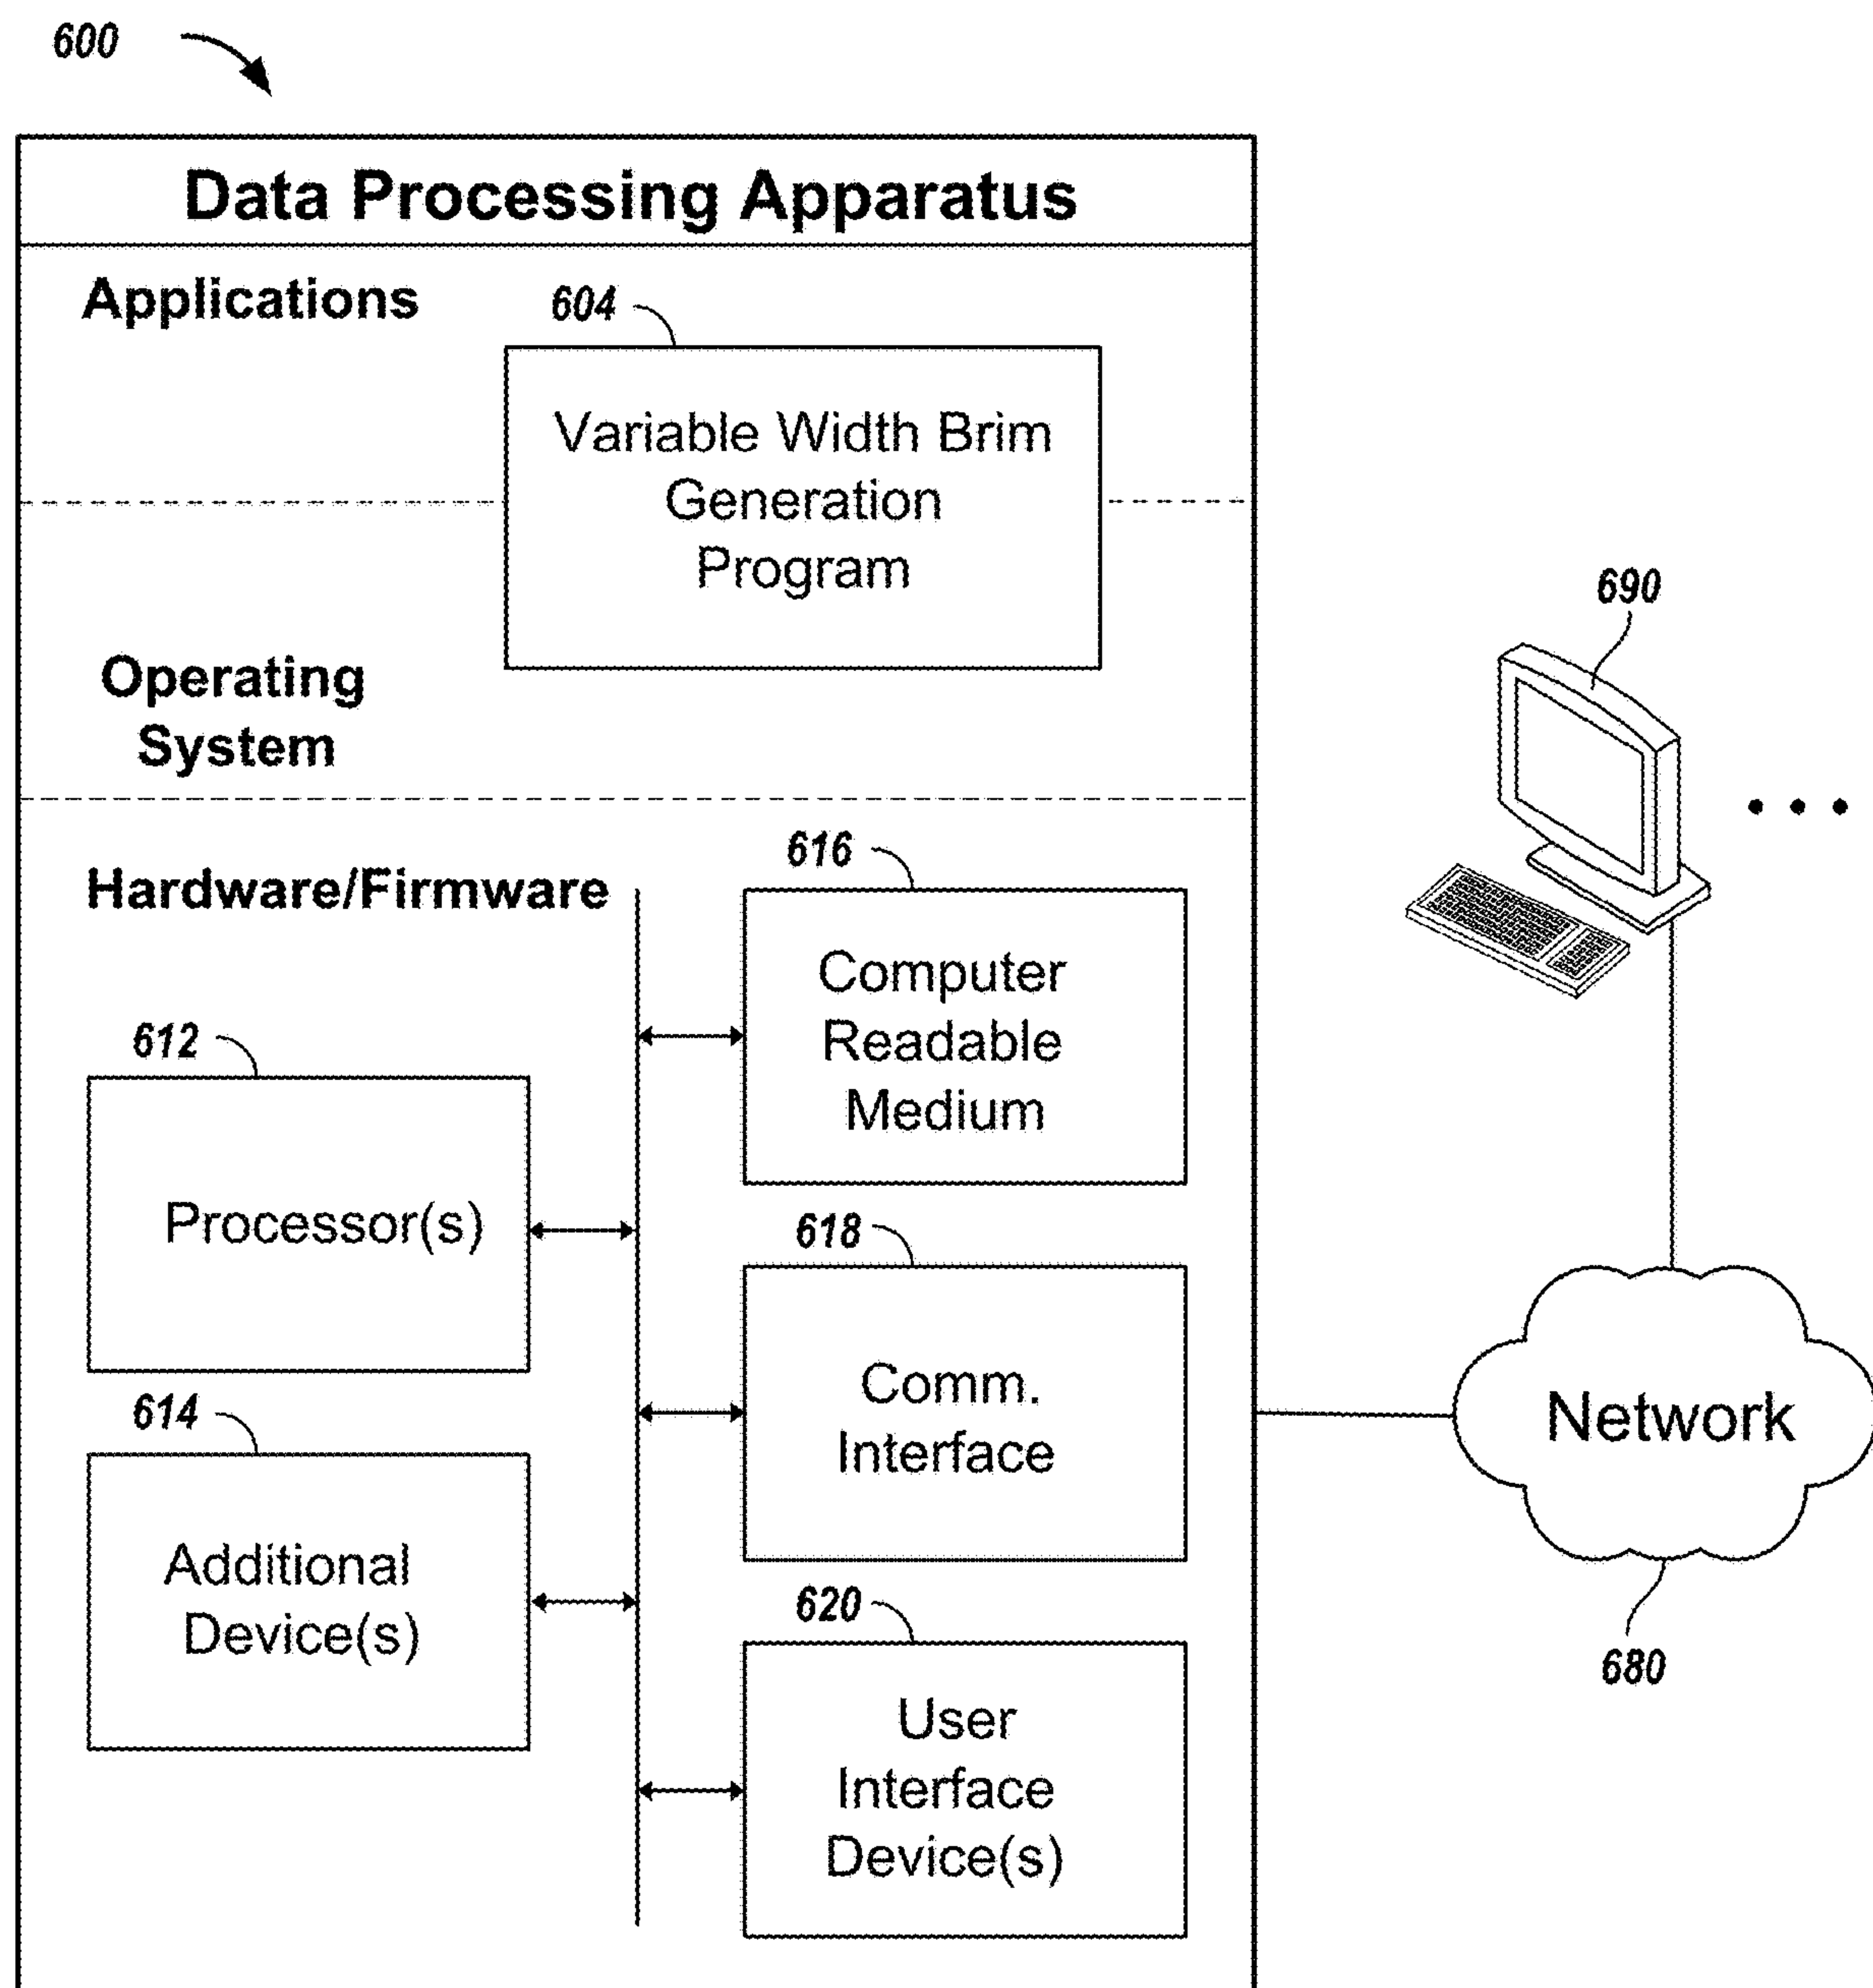 600
Data Processing Apparatus
Applications
604
Variable Width Brim
Generation
Program
Operating
System
690
Hardware/Firmware
616
Computer
Readable
Medium
612
Processor(s)
618
Comm.
Interface
Network
614
Additional
Device(s)
620
User
Interface
Device(s)
680